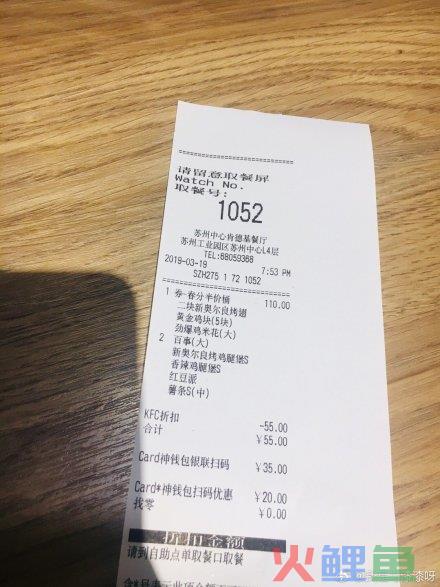 请留意取餐屏
Watch No.
取餐号:
1052
苏州中心肯德基餐厅
苏州工业园区苏州中心L4层
TEL:68059368
2019-03-19 7:53 PM
SZH275 1 72 1052
1 券-春分半价桶 110.00
二块新奥尔良烤翅
黄金鸡块(5块)
劲爆鸡米花(大)
2 百事(大)
新奥尔良烤鸡腿堡S
香辣鸡腿堡S
红豆派
薯条S(中)
KFC折扣 -55.00
合计 ¥55.00
Card神钱包银联扫码 ¥35.00
Card*神钱包扫码优惠 ¥20.00
找零 ¥0.00
折扣金额
请到自助点单取餐口取餐
火鲤鱼